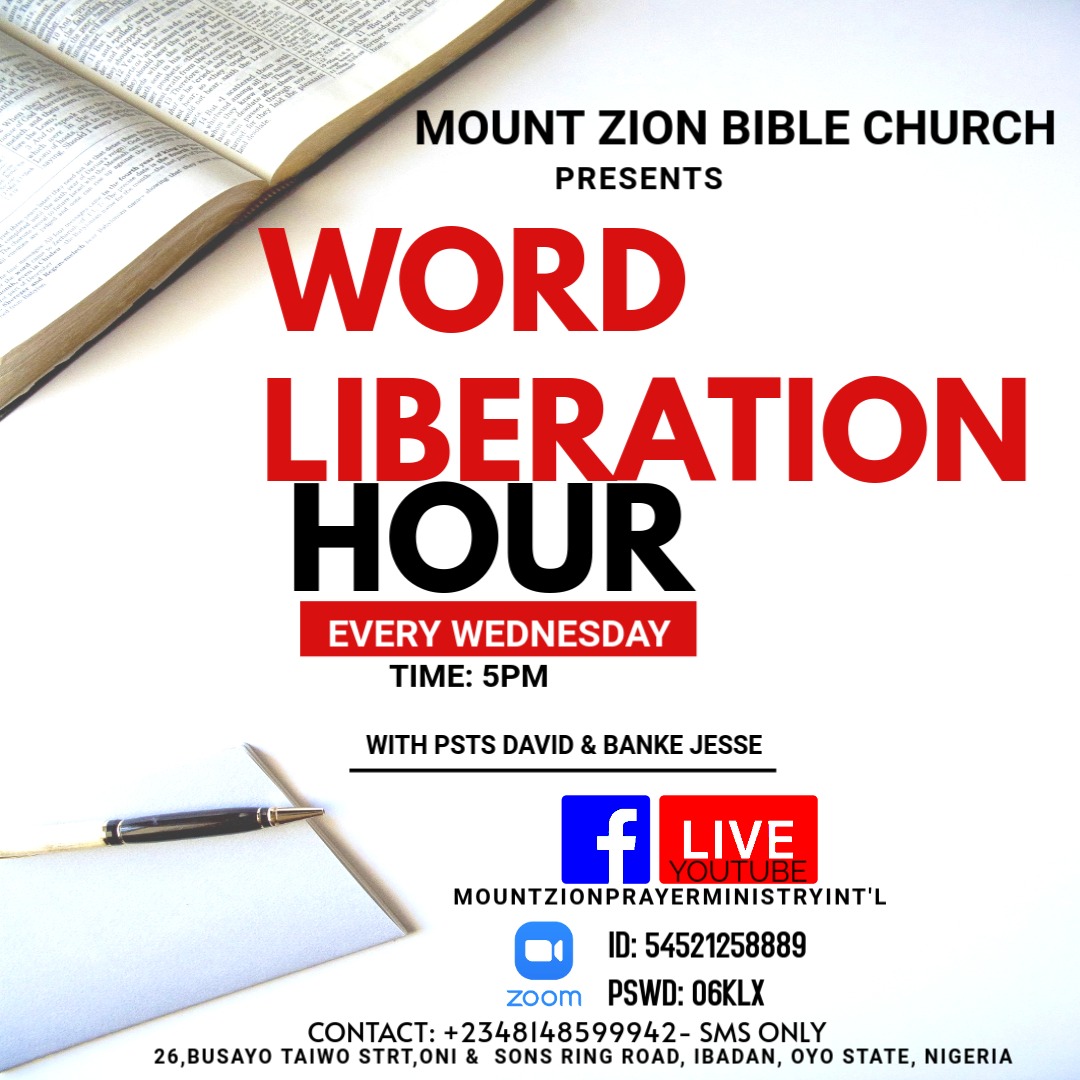 MOUNT ZION BIBLE CHURCH
PRESENTS
WORD
LIBERATION
HOUR
EVERY WEDNESDAY
TIME: 5PM
WITH PSTS DAVID & BANKE JESSE
f LIVE
YOUTUBE
MOUNTZIONPRAYERMINISTRYINT'L
ID: 54521258889
zoom PSWD: 06KLX
CONTACT: +2348148599942- SMS ONLY
26,BUSAYO TAIWO STRT,ONI & SONS RING ROAD, IBADAN, OYO STATE, NIGERIA